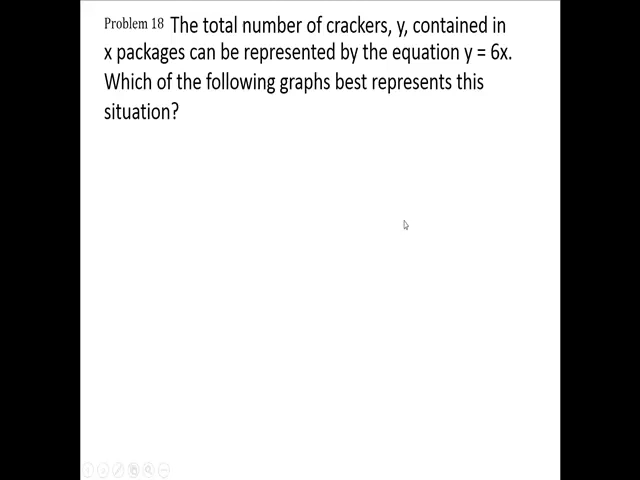 Problem 18 The total number of crackers, y, contained in
x packages can be represented by the equation y = 6x.
Which of the following graphs best represents this
situation?